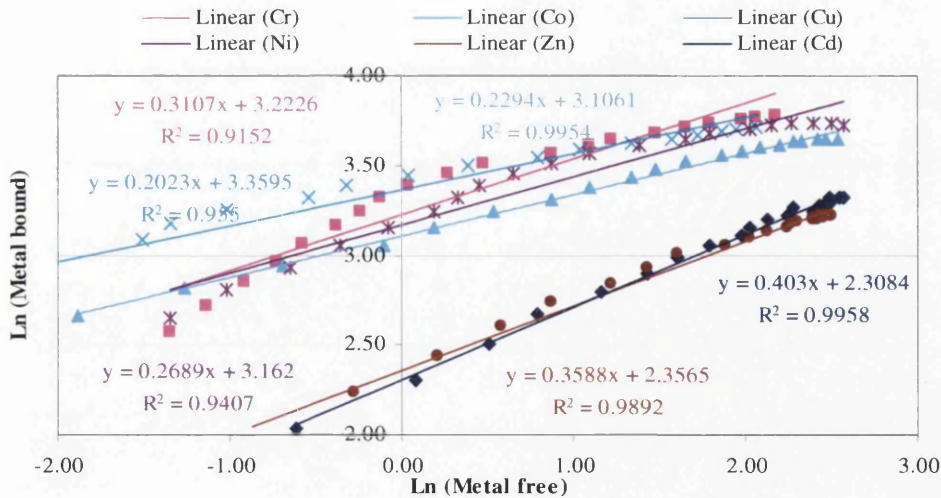 Linear (Cr) Linear (Co) Linear (Cu)
Linear (Ni) Linear (Zn) Linear (Cd)
4.00
y = 0.3107x + 3.2226
R² = 0.9152
y = 0.2294x + 3.1061
R² = 0.9954
3.50
y = 0.2023x + 3.3595
R² = 0.955
3.00
y = 0.403x + 2.3084
R² = 0.9958
2.50
y = 0.2689x + 3.162
R² = 0.9407
y = 0.3588x + 2.3565
R² = 0.9892
2.00
-2.00 -1.00 0.00 1.00 2.00 3.00
Ln (Metal free)
Ln (Metal bound)